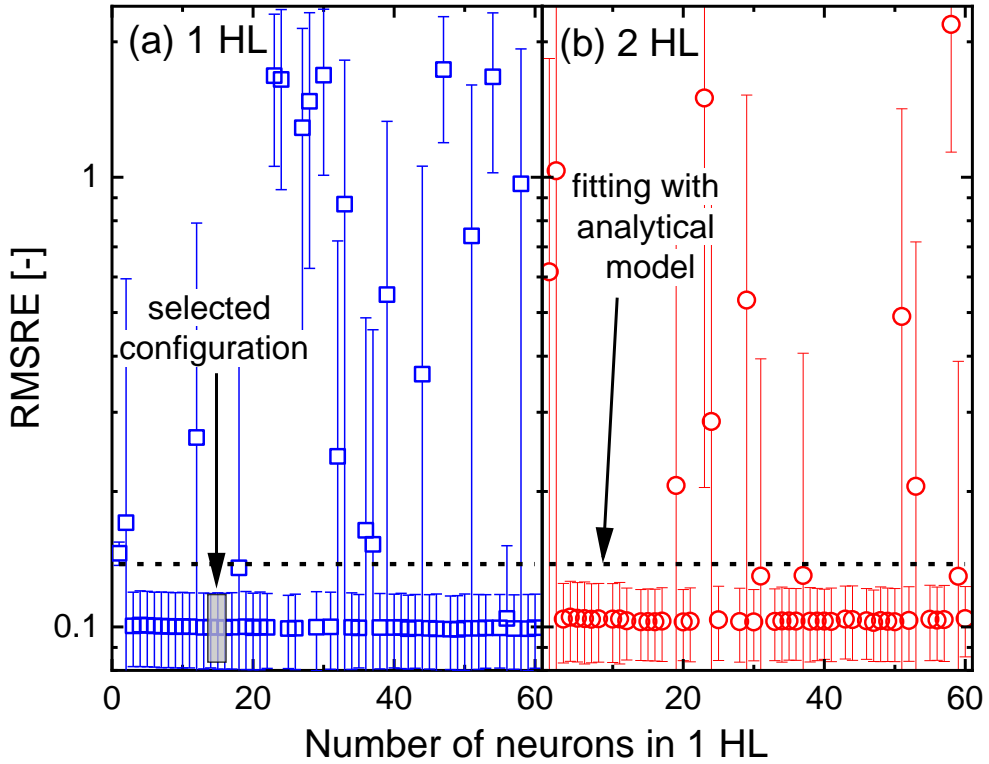 (a) 1 HL
(b) 2 HL
1
fitting with
analytical
model
RMSRE [-]
selected
configuration
0.1
0 20 40 60 20 40 60
Number of neurons in 1 HL